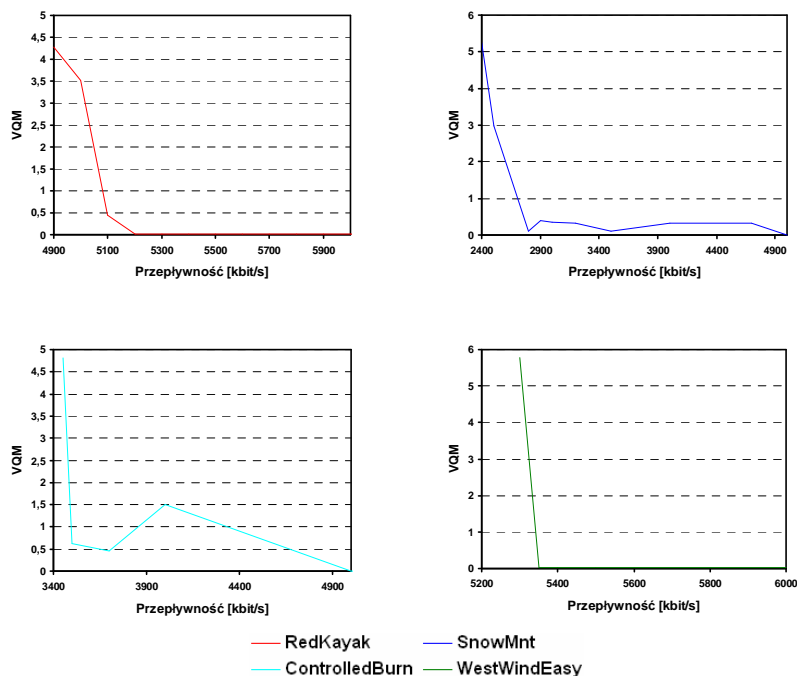 5
4,5
4
3,5
3
2,5
2
1,5
1
0,5
0
VQM
4900 5100 5300 5500 5700 5900
Przepływność [kbit/s]
6
5
4
3
2
1
0
VQM
2400 2900 3400 3900 4400 4900
Przepływność [kbit/s]
5
4,5
4
3,5
3
2,5
2
1,5
1
0,5
0
VQM
3400 3900 4400 4900
Przepływność [kbit/s]
6
5
4
3
2
1
0
VQM
5200 5400 5600 5800 6000
Przepływność [kbit/s]
RedKayak SnowMnt
ControlledBurn WestWindEasy